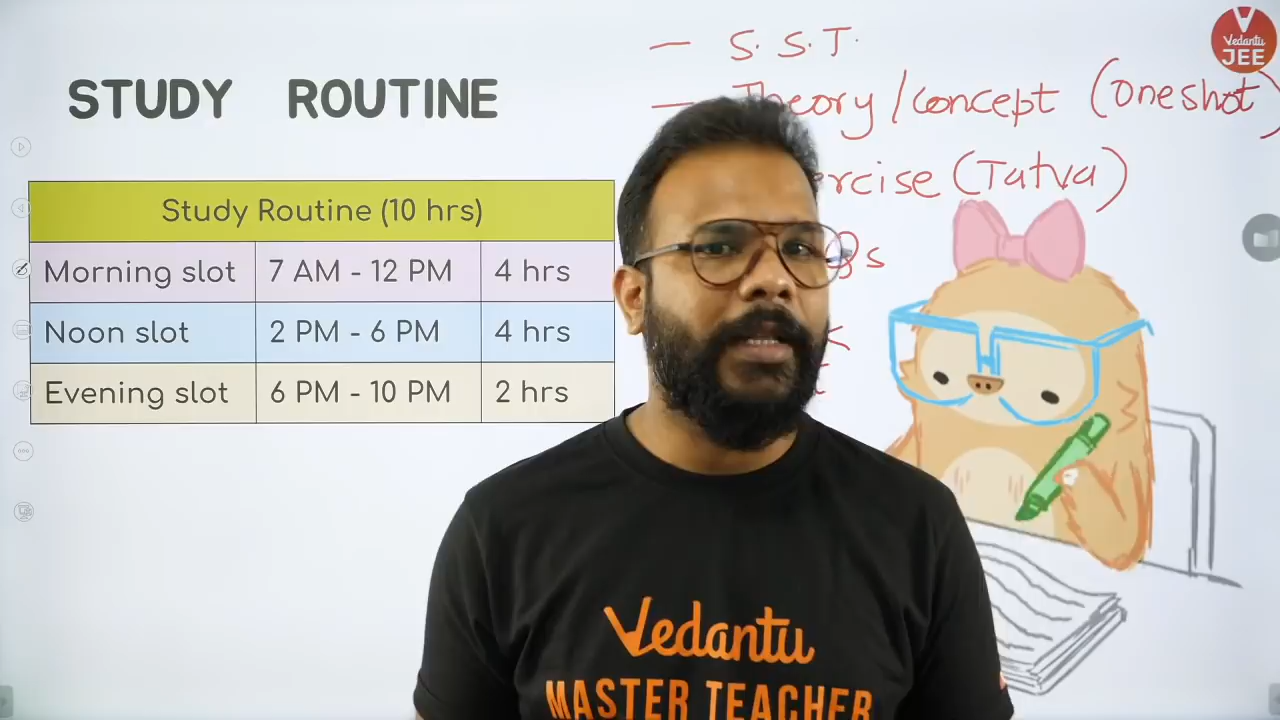 STUDY ROUTINE
Study Routine (10 hrs)
Morning slot 7 AM - 12 PM 4 hrs
Noon slot 2 PM - 6 PM 4 hrs
Evening slot 6 PM - 10 PM 2 hrs
- S.S.T.
- Theory/concept (Oneshot)
ercise (Tatva)
Qs
Vedantu
JEE
Vedantu
MASTER TEACHER